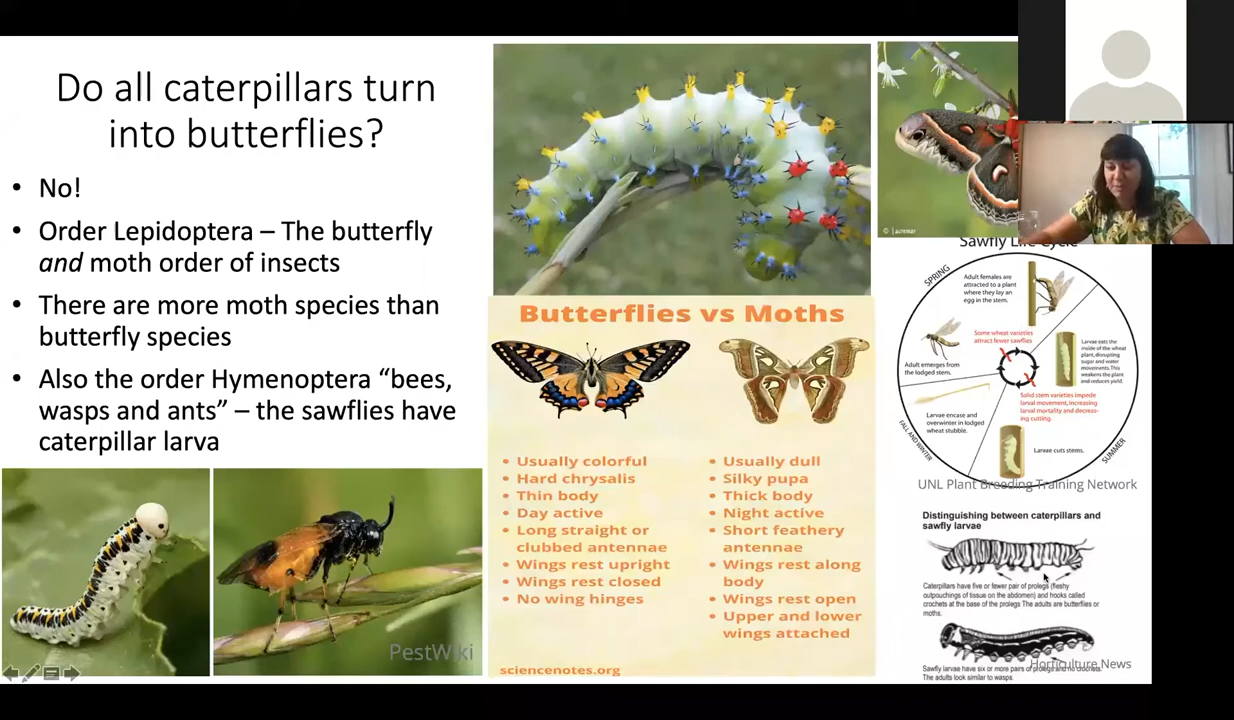 Do all caterpillars turn
into butterflies?
• No!
• Order Lepidoptera – The butterfly
and moth order of insects
• There are more moth species than
butterfly species
• Also the order Hymenoptera “bees,
wasps and ants” – the sawflies have
caterpillar larva
PestWiki
Butterflies vs Moths
• Usually colorful
• Hard chrysalis
• Thin body
• Day active
• Long straight or
clubbed antennae
• Wings rest upright
• Wings rest closed
• No wing hinges
• Usually dull
• Silky pupa
• Thick body
• Night active
• Short feathery
antennae
• Wings rest along
body
• Wings rest open
• Upper and lower
wings attached
sciencenotes.org
Sawfly Life Cycle
SPRING
Adult females are
attracted to a plant
where they lay an
egg in the stem.
Some wheat varieties
attract fewer sawflies
Larvae eats the
inside of the wheat
plant, disrupting
sugar and water
movements. This
weakens the plant
and reduces yield.
Adult emerges from
the lodged stem.
Solid stem varieties impede
larval movement, increasing
larval mortality and decreas-
ing cutting.
Larvae encase and
overwinter in lodged
wheat stubble.
Larvae cuts stems.
FALL AND WINTER
SUMMER
UNL Plant Breeding Training Network
Distinguishing between caterpillars and
sawfly larvae
Caterpillars have five or fewer pair of prolegs (fleshy
outpouchings of tissue on the abdomen) and hooks called
crochets at the base of the prolegs The adults are butterflies or
moths.
Horticulture News
Sawfly larvae have six or more pairs of prolegs and no crochets.
The adults look similar to wasps.